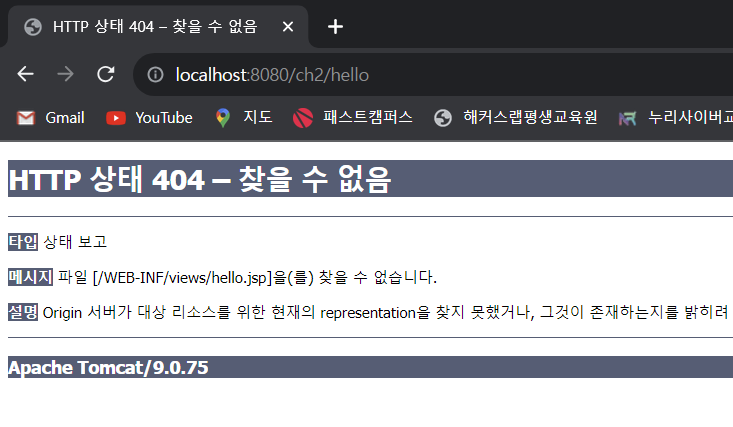 HTTP 상태 404 – 찾을 수 없음
localhost:8080/ch2/hello
Gmail YouTube 지도 패스트캠퍼스 해커스랩평생교육원 누리사이버교
HTTP 상태 404 – 찾을 수 없음
타입 상태 보고
메시지 파일 [/WEB-INF/views/hello.jsp]을(를) 찾을 수 없습니다.
설명 Origin 서버가 대상 리소스를 위한 현재의 representation을 찾지 못했거나, 그것이 존재하는지를 밝히려
Apache Tomcat/9.0.75